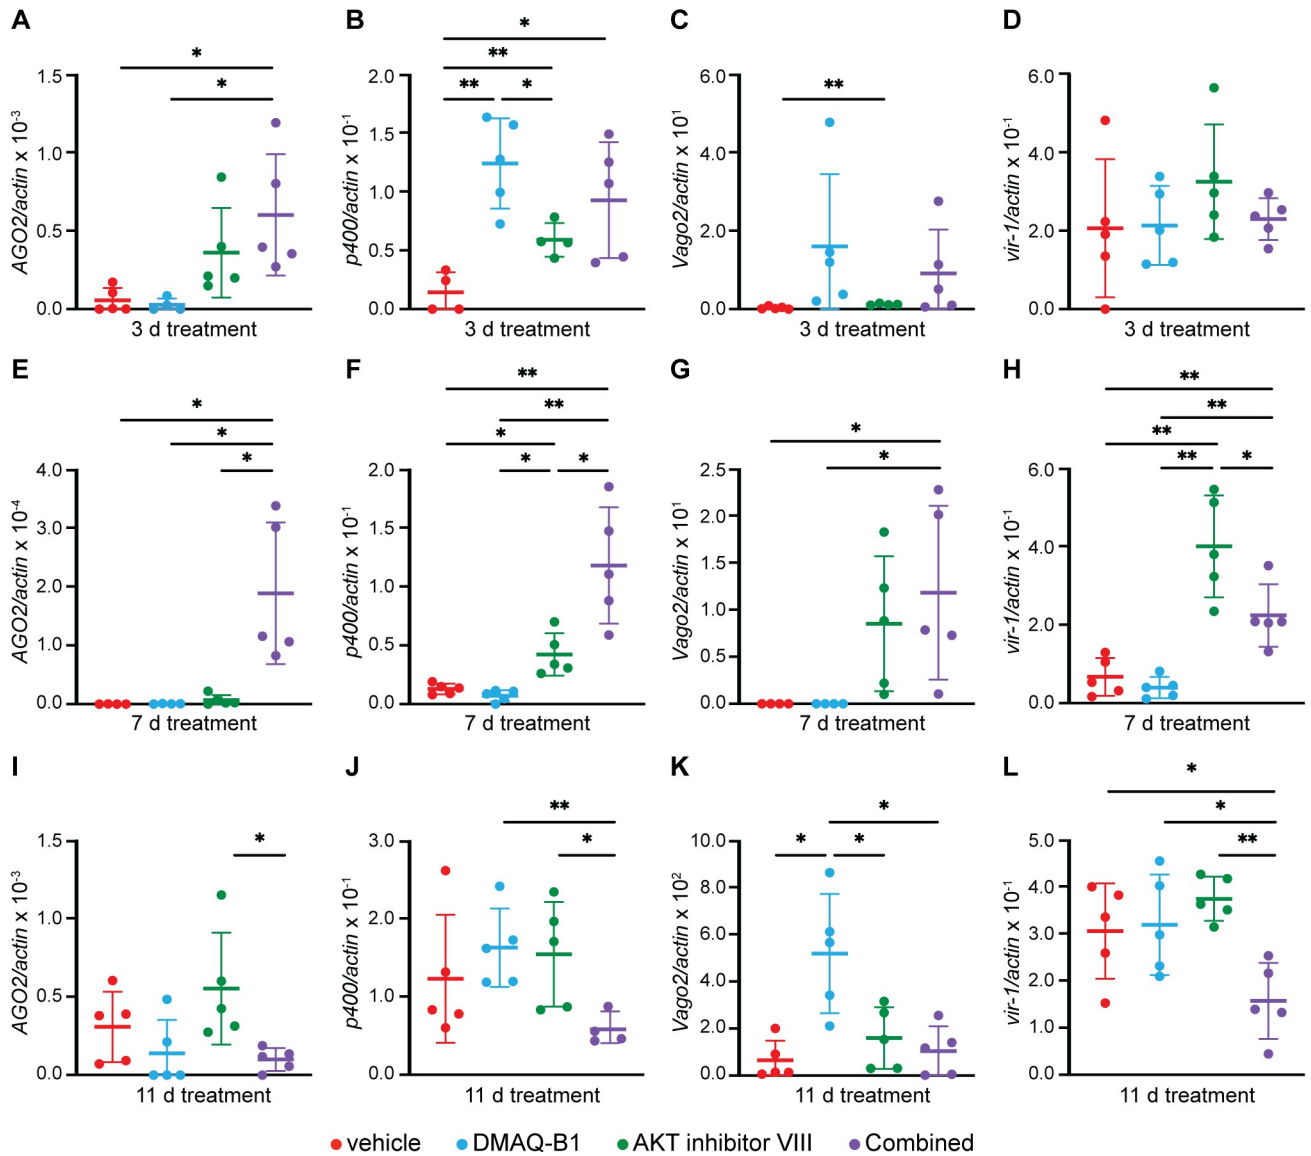 A
B
C
D
*
*
AGO2/actin x 10-3
1.5
1.0
0.5
0.0
3 d treatment
*
**
**
*
p400/actin x 10-1
2.0
1.5
1.0
0.5
0.0
3 d treatment
**
Vago2/actin x 101
6.0
4.0
2.0
0.0
3 d treatment
vir-1/actin x 10-1
6.0
4.0
2.0
0.0
3 d treatment
E
F
G
H
*
*
*
AGO2/actin x 10-4
4.0
3.0
2.0
1.0
0.0
7 d treatment
**
**
*
*
*
p400/actin x 10-1
2.0
1.5
1.0
0.5
0.0
7 d treatment
*
*
Vago2/actin x 101
2.5
2.0
1.5
1.0
0.5
0.0
7 d treatment
**
**
**
**
*
vir-1/actin x 10-1
6.0
4.0
2.0
0.0
7 d treatment
I
J
K
L
*
AGO2/actin x 10-3
1.5
1.0
0.5
0.0
11 d treatment
**
*
p400/actin x 10-1
3.0
2.0
1.0
0.0
11 d treatment
*
*
*
Vago2/actin x 102
10.0
8.0
6.0
4.0
2.0
0.0
11 d treatment
*
*
**
vir-1/actin x 10-1
5.0
4.0
3.0
2.0
1.0
0.0
11 d treatment
vehicle
DMAQ-B1
AKT inhibitor VIII
Combined